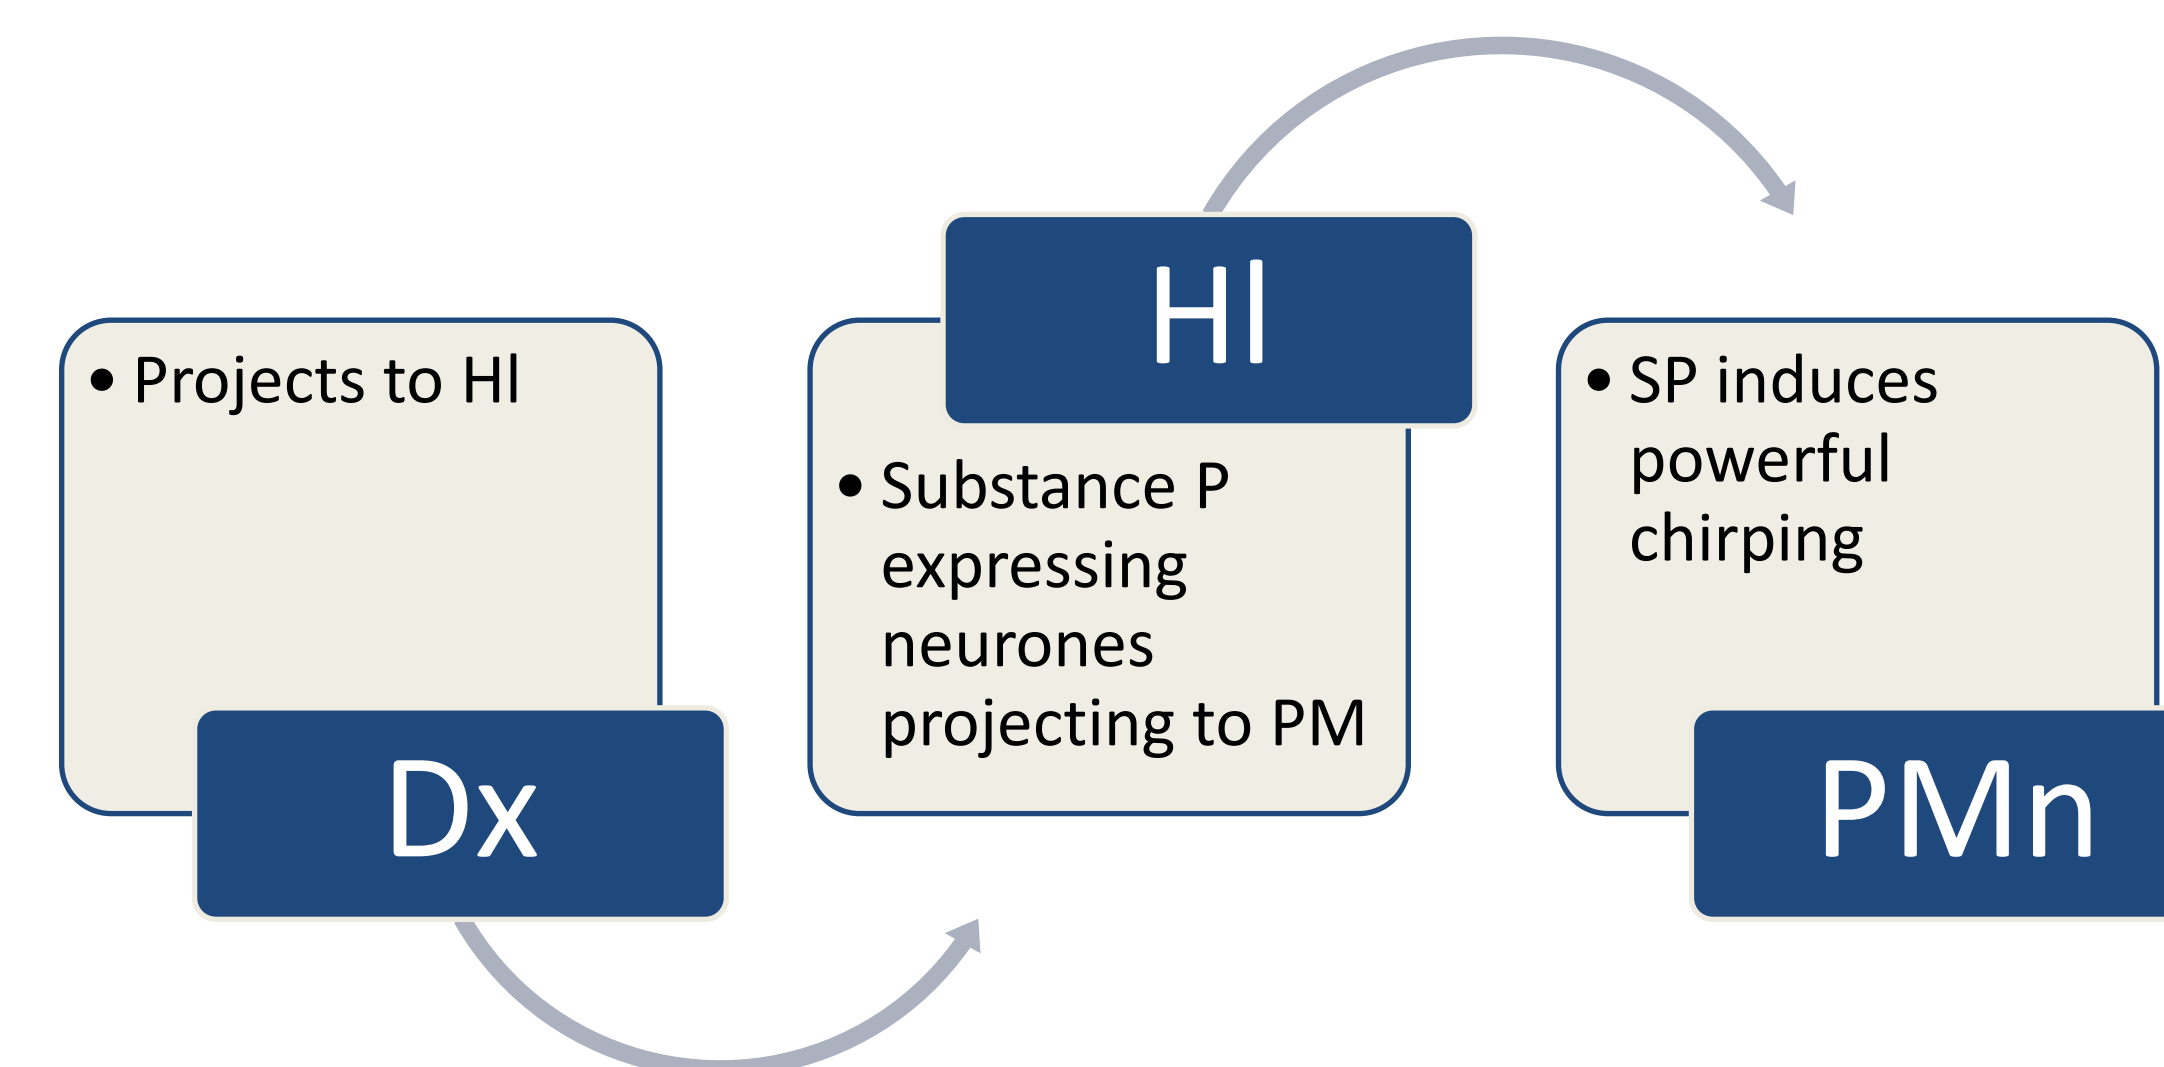 • Projects to Hl
Dx
Hl
• Substance P
expressing
neurones
projecting to PM
• SP induces
powerful
chirping
PMn